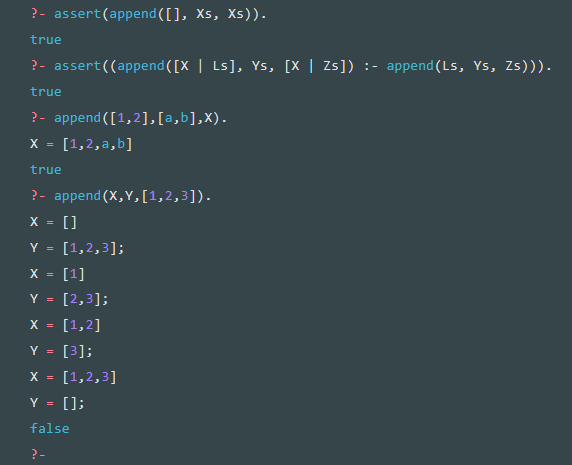 ?- assert(append([], Xs, Xs)).
true
?- assert((append([X | Ls], Ys, [X | Zs]) :- append(Ls, Ys, Zs))).
true
?- append([1,2],[a,b],X).
X = [1,2,a,b]
true
?- append(X,Y,[1,2,3]).
X = []
Y = [1,2,3];
X = [1]
Y = [2,3];
X = [1,2]
Y = [3];
X = [1,2,3]
Y = [];
false
?-